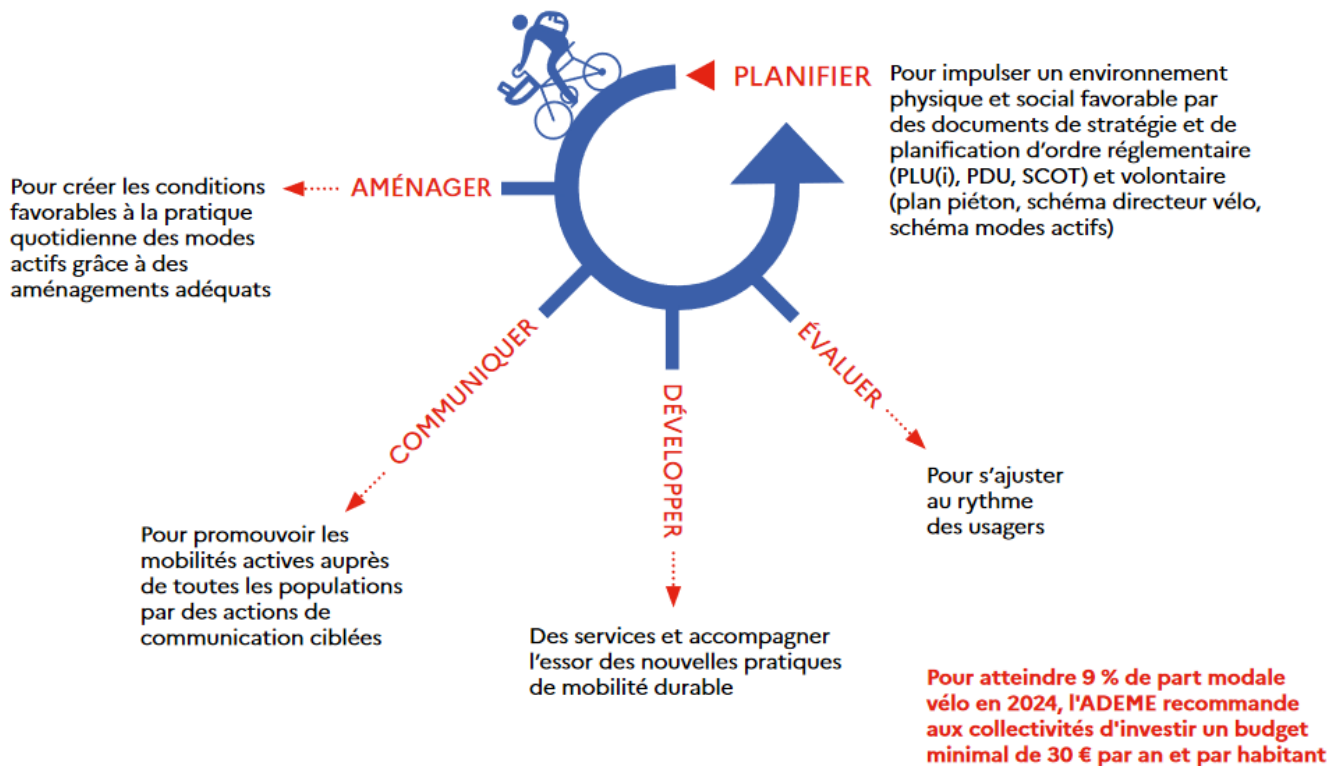 PLANIFIER
Pour impulser un environnement
physique et social favorable par
des documents de stratégie et de
planification d'ordre réglementaire
(PLU(i), PDU, SCOT) et volontaire
(plan piéton, schéma directeur vélo,
schéma modes actifs)
AMÉNAGER
Pour créer les conditions
favorables à la pratique
quotidienne des modes
actifs grâce à des
aménagements adéquats
COMMUNIQUER
Pour promouvoir les
mobilités actives auprès
de toutes les populations
par des actions de
communication ciblées
DÉVELOPPER
Des services et accompagner
l'essor des nouvelles pratiques
de mobilité durable
ÉVALUER
Pour s'ajuster
au rythme
des usagers
Pour atteindre 9 % de part modale
vélo en 2024, l'ADEME recommande
aux collectivités d'investir un budget
minimal de 30 € par an et par habitant